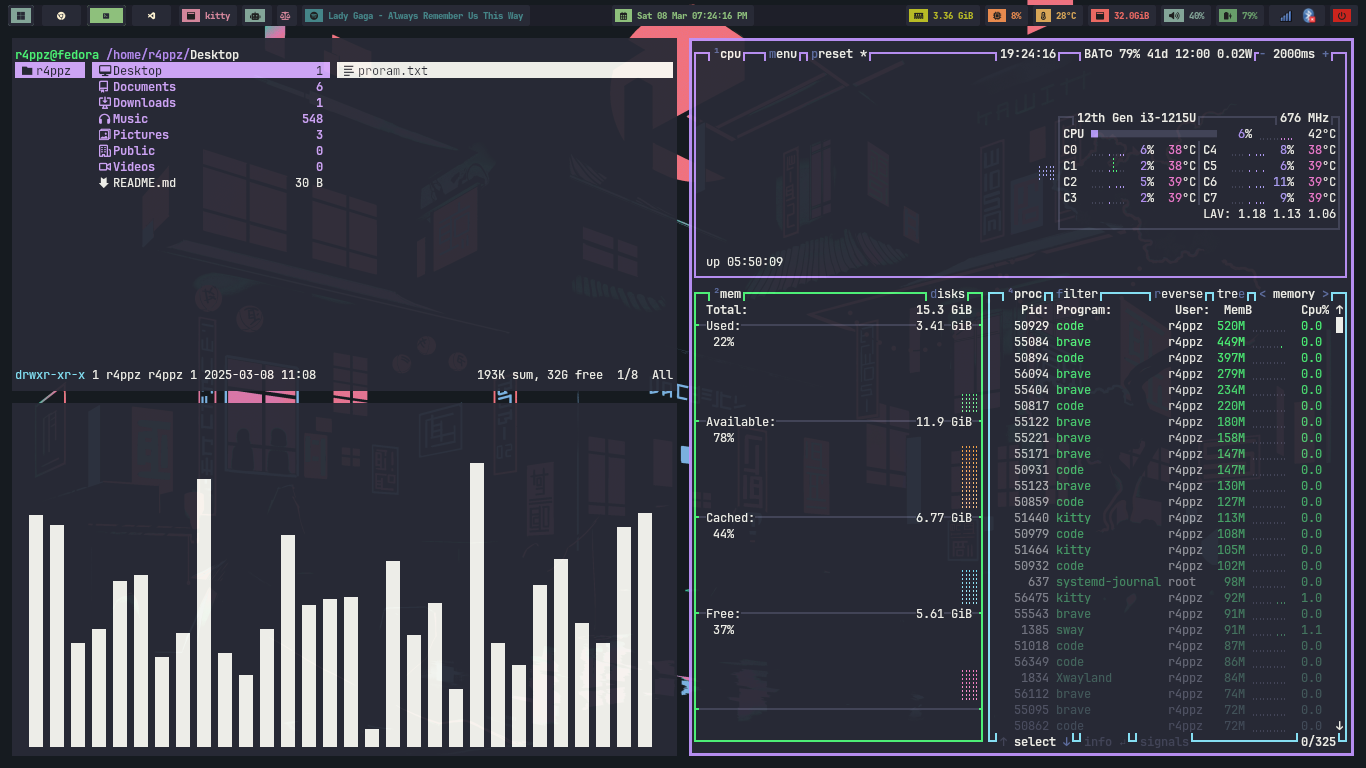 kitty
Lady Gaga - Always Remember Us This Way
Sat 08 Mar 07:24:16 PM
3.36 GiB
8%
28°C
32.0GiB
40%
79%
r4ppz@fedora /home/r4ppz/Desktop
r4ppz
Desktop 1
Documents 6
Downloads 1
Music 548
Pictures 3
Public 0
Videos 0
README.md 30 B
proram.txt
drwxr-xr-x 1 r4ppz r4ppz 1 2025-03-08 11:08 193K sum, 32G free 1/8 All
¹cpu menu preset * 19:24:16 BAT 79% 41d 12:00 0.02W - 2000ms +
12th Gen i3-1215U 676 MHz
CPU 6% 42°C
C0 6% 38°C C4 8% 38°C
C1 2% 38°C C5 6% 39°C
C2 5% 39°C C6 11% 39°C
C3 2% 39°C C7 9% 39°C
LAV: 1.18 1.13 1.06
up 05:50:09
²mem disks
Total: 15.3 GiB
Used: 3.41 GiB
22%
Available: 11.9 GiB
78%
Cached: 6.77 GiB
44%
Free: 5.61 GiB
37%
⁴proc filter reverse tree < memory >
Pid: Program: User: MemB Cpu% ↑
50929 code r4ppz 520M 0.0
55084 brave r4ppz 449M 0.0
50894 code r4ppz 397M 0.0
56094 brave r4ppz 279M 0.0
55404 brave r4ppz 234M 0.0
50817 code r4ppz 220M 0.0
55122 brave r4ppz 180M 0.0
55221 brave r4ppz 158M 0.0
55171 brave r4ppz 147M 0.0
50931 code r4ppz 147M 0.0
55123 brave r4ppz 130M 0.0
50859 code r4ppz 127M 0.0
51440 kitty r4ppz 113M 0.0
50979 code r4ppz 108M 0.0
51464 kitty r4ppz 105M 0.0
50932 code r4ppz 102M 0.0
637 systemd-journal root 98M 0.0
56475 kitty r4ppz 92M 1.0
55543 brave r4ppz 91M 0.0
1385 sway r4ppz 91M 1.1
51018 code r4ppz 87M 0.0
56349 code r4ppz 86M 0.0
1834 Xwayland r4ppz 84M 0.0
56112 brave r4ppz 74M 0.0
55095 brave r4ppz 72M 0.0
50862 code r4ppz 72M 0.0 ↓
↑ select ↓ info signals 0/325